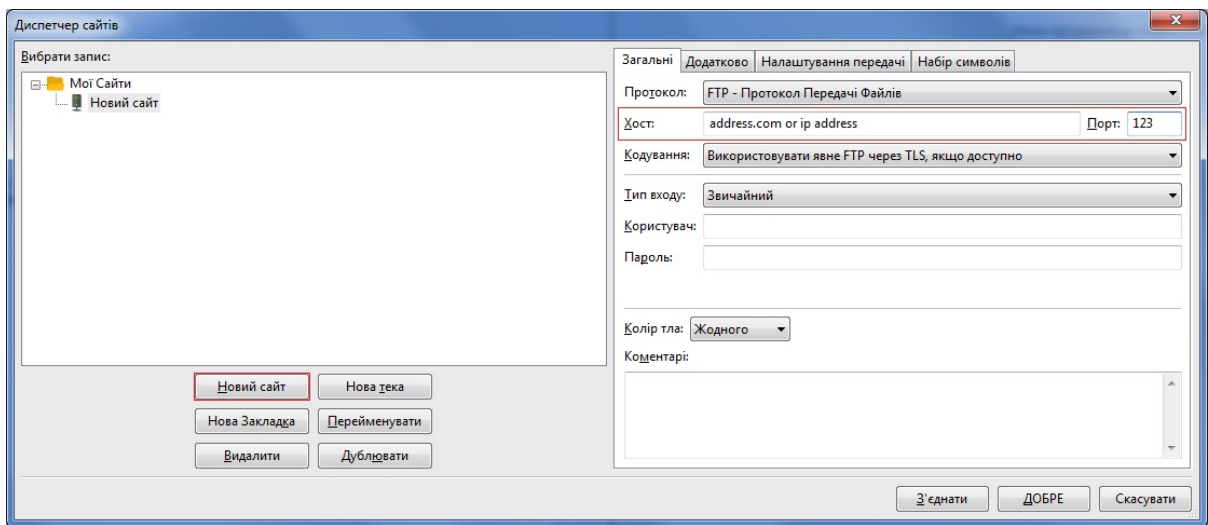 Диспетчер сайтів
Вибрати запис:
Мої Сайти
Новий сайт
Новий сайт Нова тека
Нова Закладка Перейменувати
Видалити Дублювати
Загальні Додатково Налаштування передачі Набір символів
Протокол: FTP - Протокол Передачі Файлів
Хост: address.com or ip address Порт: 123
Кодування: Використовувати явне FTP через TLS, якщо доступно
Тип входу: Звичайний
Користувач:
Пароль:
Колір тла: Жодного
Коментарі:
З'єднати ДОБРЕ Скасувати